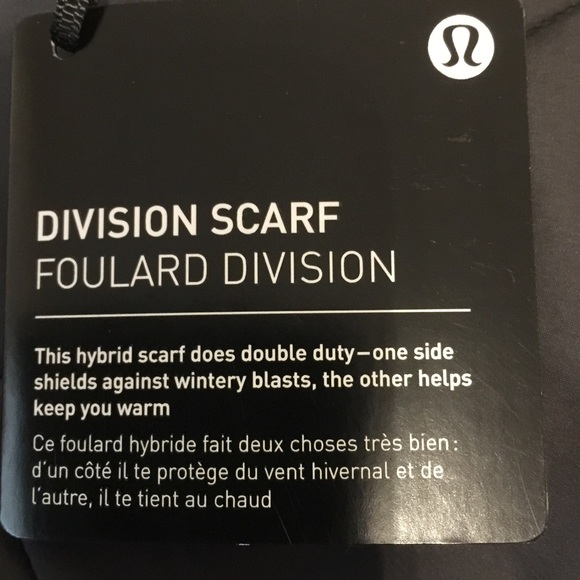 DIVISION SCARF
FOULARD DIVISION
This hybrid scarf does double duty—one side
shields against wintery blasts, the other helps
keep you warm
Ce foulard hybride fait deux choses très bien :
d'un côté il te protège du vent hivernal et de
l'autre, il te tient au chaud